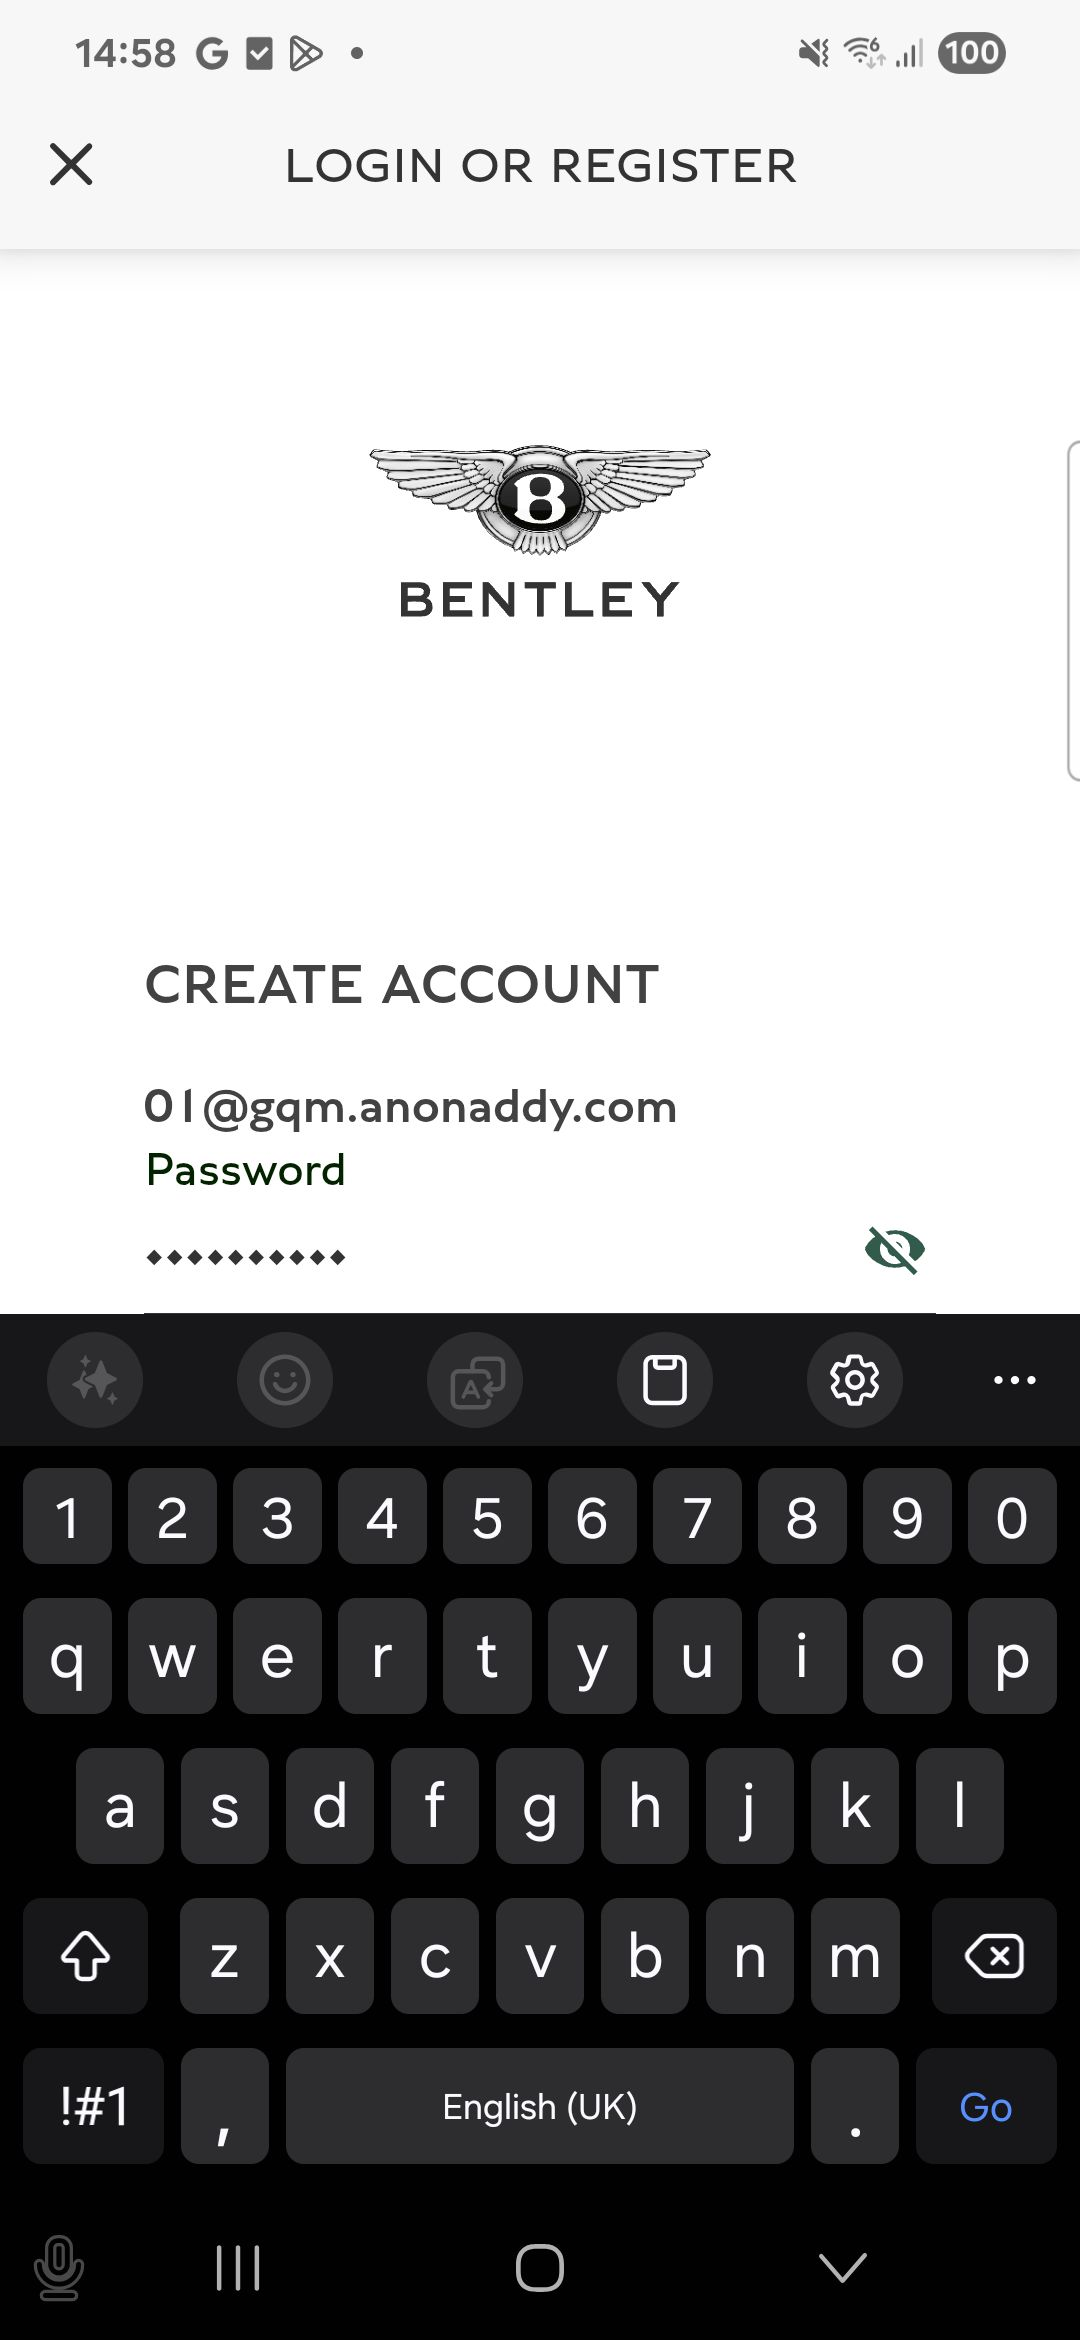 14:58 G 6 100
LOGIN OR REGISTER
B
BENTLEY
CREATE ACCOUNT
01@gqm.anonaddy.com
Password
A
1 2 3 4 5 6 7 8 9 0
q w e r t y u i o p
a s d f g h j k l
z x c v b n m
!#1 , English (UK) . Go